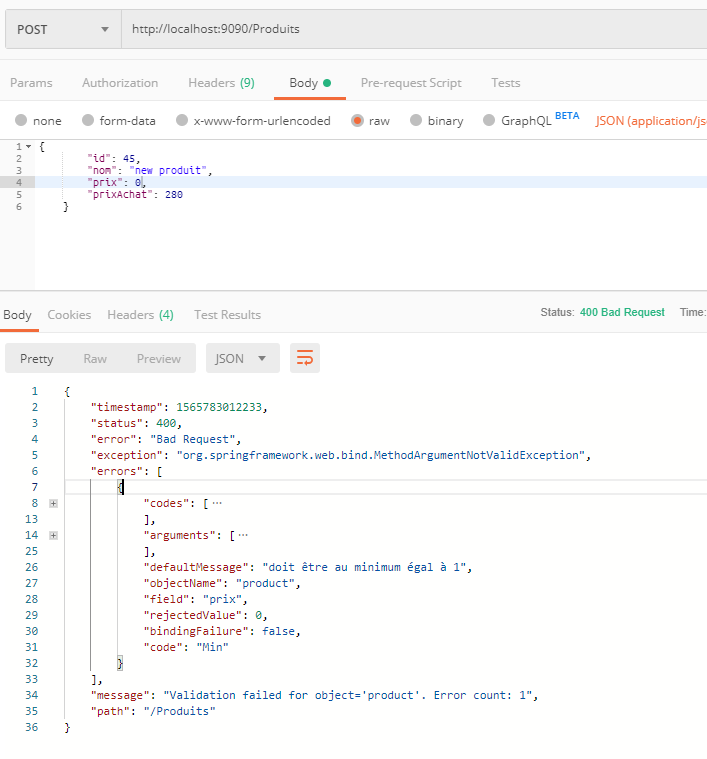 POST http://localhost:9090/Produits
Params Authorization Headers (9) Body Pre-request Script Tests
none form-data x-www-form-urlencoded raw binary GraphQL BETA JSON (application/js
1 {
2 "id": 45,
3 "nom": "new produit",
4 "prix": 0,
5 "prixAchat": 280
6 }
Body Cookies Headers (4) Test Results Status: 400 Bad Request Time:
Pretty Raw Preview JSON
1 {
2 "timestamp": 1565783012233,
3 "status": 400,
4 "error": "Bad Request",
5 "exception": "org.springframework.web.bind.MethodArgumentNotValidException",
6 "errors": [
7 {
8 "codes": [ ···
13 ],
14 "arguments": [ ···
25 ],
26 "defaultMessage": "doit être au minimum égal à 1",
27 "objectName": "product",
28 "field": "prix",
29 "rejectedValue": 0,
30 "bindingFailure": false,
31 "code": "Min"
32 }
33 ],
34 "message": "Validation failed for object='product'. Error count: 1",
35 "path": "/Produits"
36 }